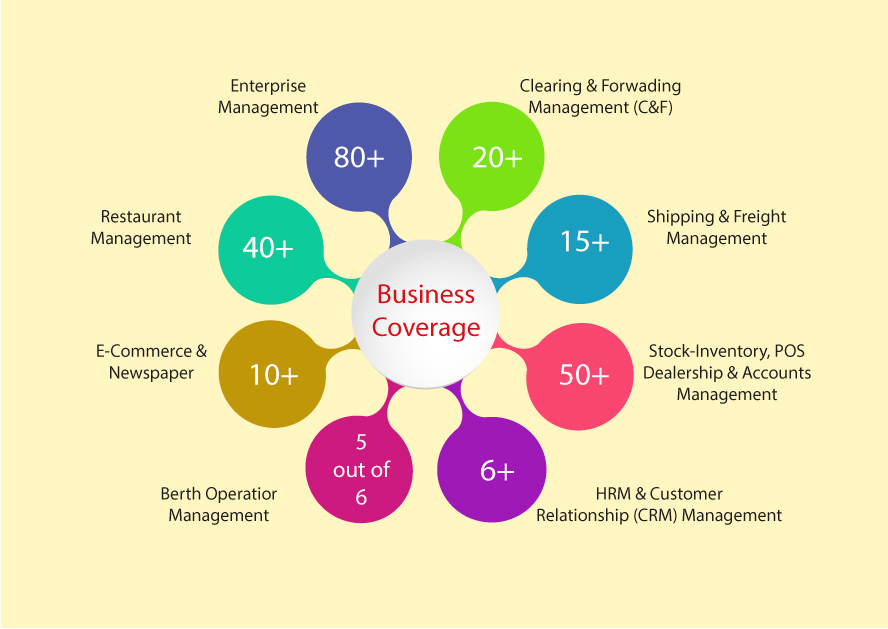 Enterprise
Management
80+
Clearing & Forwading
Management (C&F)
20+
Restaurant
Management
40+
Shipping & Freight
Management
15+
Business
Coverage
E-Commerce &
Newspaper
10+
Stock-Inventory, POS
Dealership & Accounts
Management
50+
Berth Operatior
Management
5
out of
6
HRM & Customer
Relationship (CRM) Management
6+